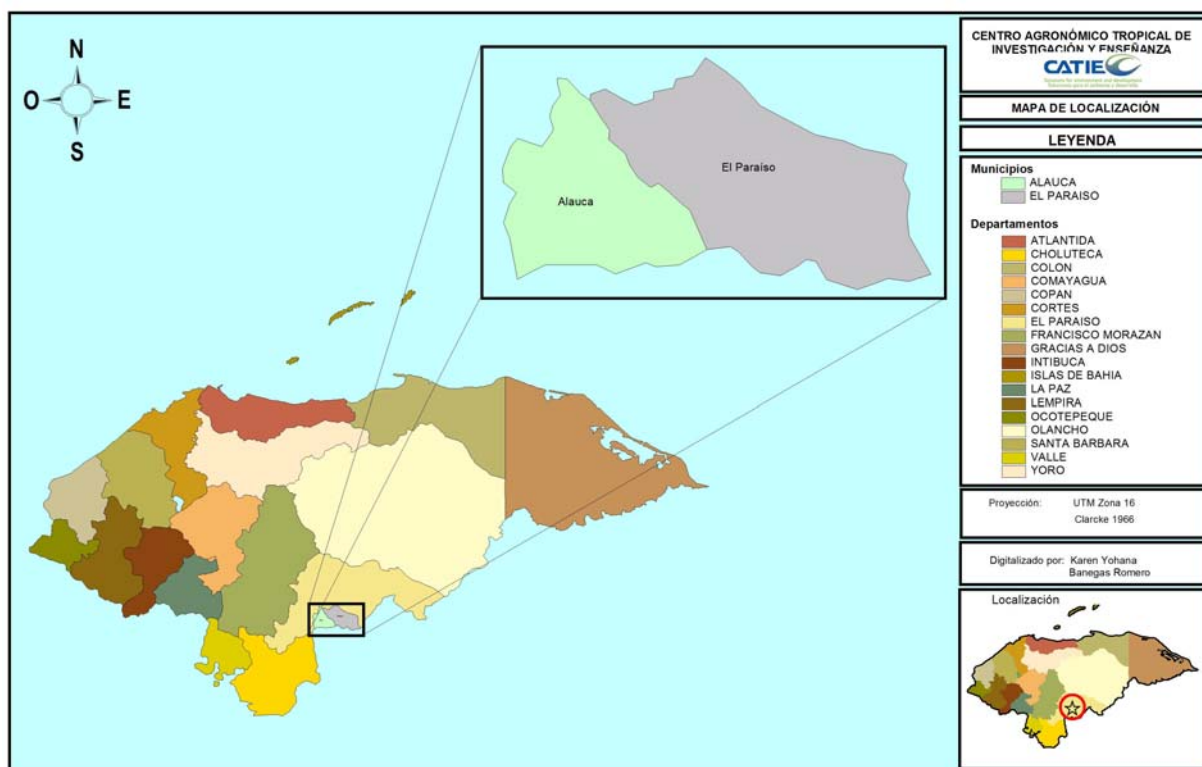 N
O
E
S
El Paraíso
Alauca
CENTRO AGRONÓMICO TROPICAL DE
INVESTIGACIÓN Y ENSEÑANZA
CATIE
MAPA DE LOCALIZACIÓN
LEYENDA
Municipios
ALAUCA
EL PARAISO
Departamentos
ATLANTIDA
CHOLUTECA
COLON
COMAYAGUA
COPAN
CORTES
EL PARAISO
FRANCISCO MORAZAN
GRACIAS A DIOS
INTIBUCA
ISLAS DE BAHIA
LA PAZ
LEMPIRA
OCOTEPEQUE
OLANCHO
SANTA BARBARA
VALLE
YORO
Proyección: UTM Zona 16
Clarcke 1966
Digitalizado por: Karen Yohana
Banegas Romero
Localización